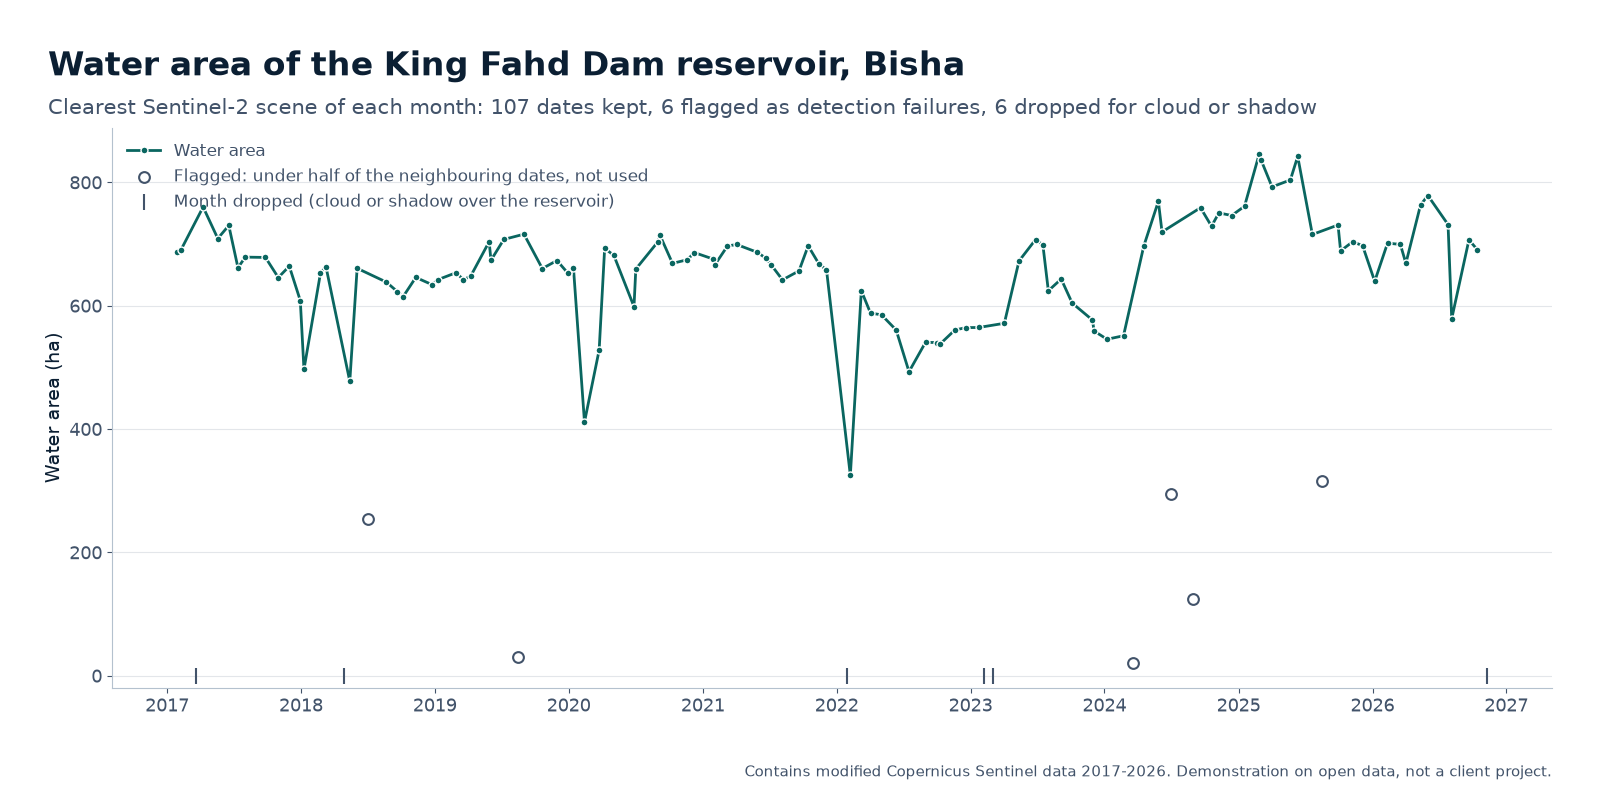 Water area of the King Fahd Dam reservoir, Bisha
Clearest Sentinel-2 scene of each month: 107 dates kept, 6 flagged as detection failures, 6 dropped for cloud or shadow
Water area
Flagged: under half of the neighbouring dates, not used
Month dropped (cloud or shadow over the reservoir)
Water area (ha)
800
600
400
200
0
2017 2018 2019 2020 2021 2022 2023 2024 2025 2026 2027
Contains modified Copernicus Sentinel data 2017-2026. Demonstration on open data, not a client project.